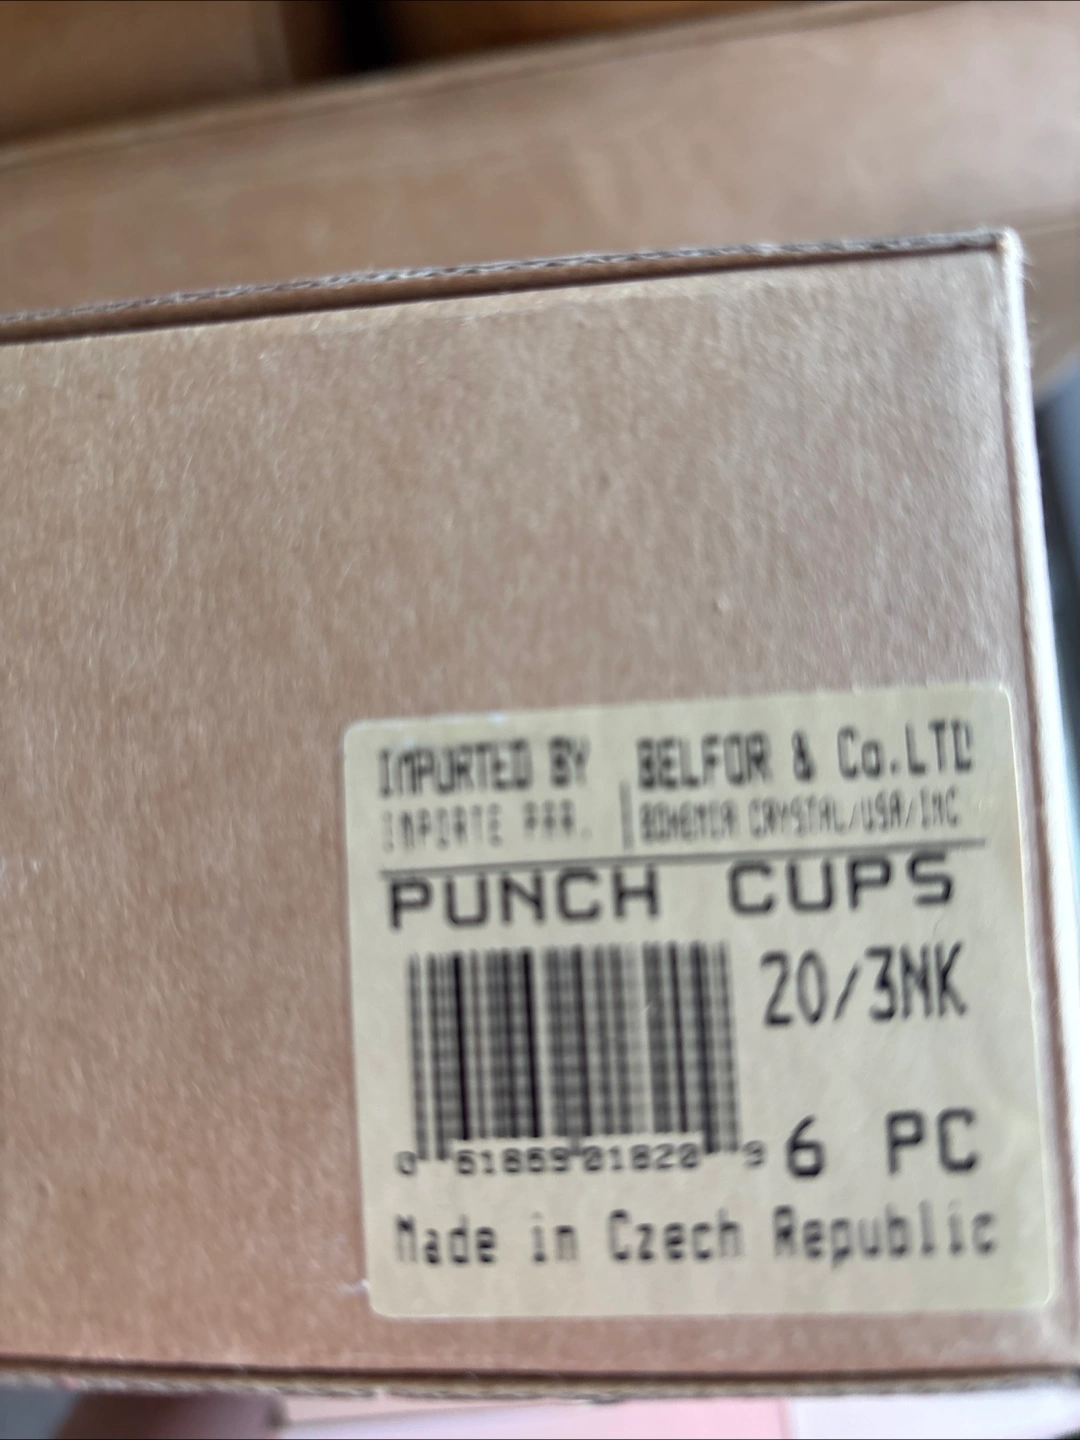 IMPORTED BY BELFOR & Co.LTD
IMPORTE PAR. BOHEMIA CRYSTAL/USA/INC
PUNCH CUPS
20/3NK
0 61869 01820 9
6 PC
Made in Czech Republic